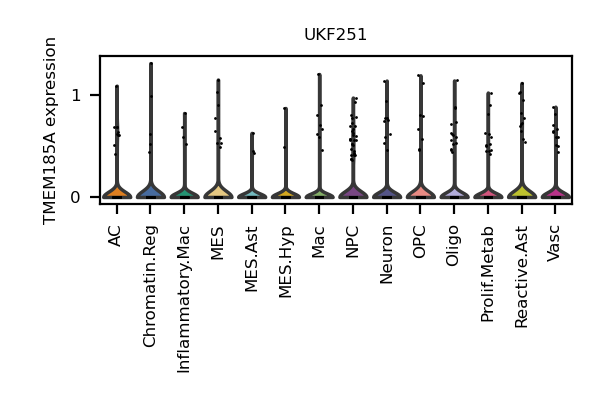 UKF251
TMEM185A expression
1
0
AC
Chromatin.Reg
Inflammatory.Mac
MES
MES.Ast
MES.Hyp
Mac
NPC
Neuron
OPC
Oligo
Prolif.Metab
Reactive.Ast
Vasc